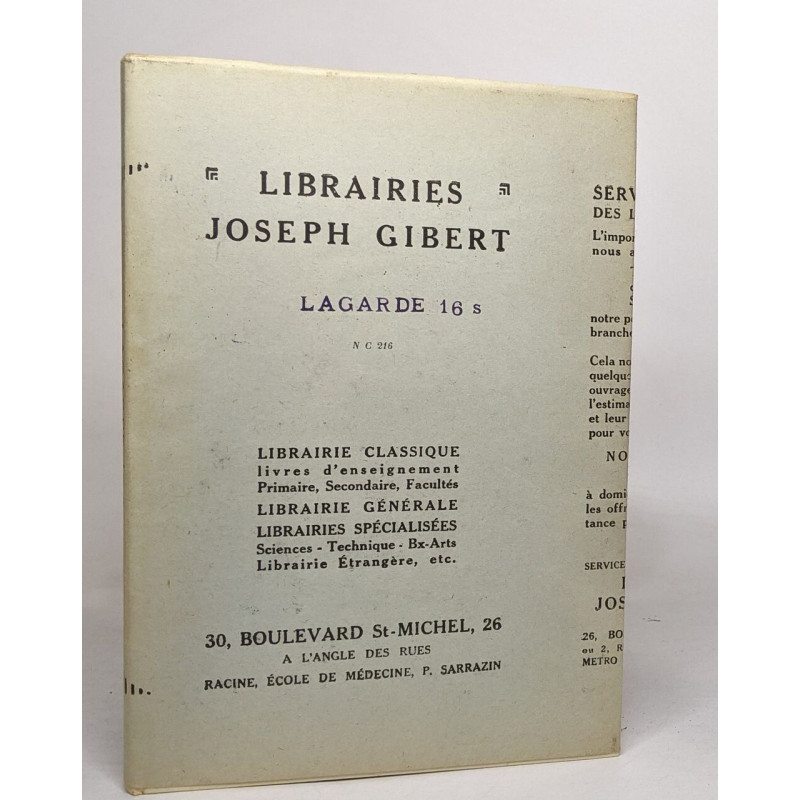 LIBRAIRIES
JOSEPH GIBERT
LAGARDE 16 s
N C 216
LIBRAIRIE CLASSIQUE
livres d'enseignement
Primaire, Secondaire, Facultés
LIBRAIRIE GÉNÉRALE
LIBRAIRIES SPÉCIALISÉES
Sciences - Technique - Bx-Arts
Librairie Étrangère, etc.
30, BOULEVARD St-MICHEL, 26
A L'ANGLE DES RUES
RACINE, ÉCOLE DE MÉDECINE, P. SARRAZIN
SERV
DES L
L'impor
nous a
notre p
branche
Cela no
quelqu
ouvrage
l'estima
et leur
pour vo
NO
à domi
les offr
tance p
SERVICE
JOS
26, BO
ou 2, R
METRO